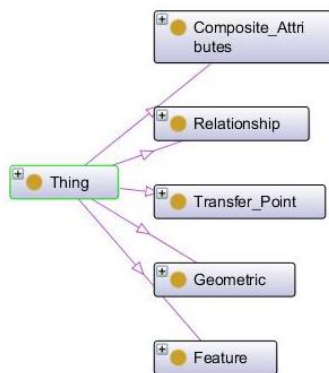 Composite_Attri
butes
Relationship
Thing
Transfer_Point
Geometric
Feature